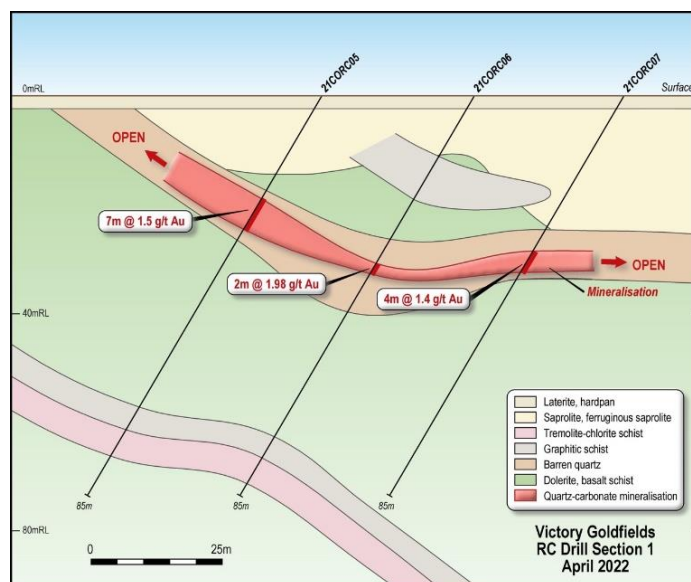 21CORC05
21CORC06
21CORC07
0mRL
Surface
OPEN
7m @ 1.5 g/t Au
2m @ 1.98 g/t Au
4m @ 1.4 g/t Au
OPEN
Mineralisation
40mRL
Laterite, hardpan
Saprolite, ferruginous saprolite
Tremolite-chlorite schist
Graphitic schist
Barren quartz
Dolerite, basalt schist
Quartz-carbonate mineralisation
85m
85m
85m
80mRL
0
25m
Victory Goldfields
RC Drill Section 1
April 2022